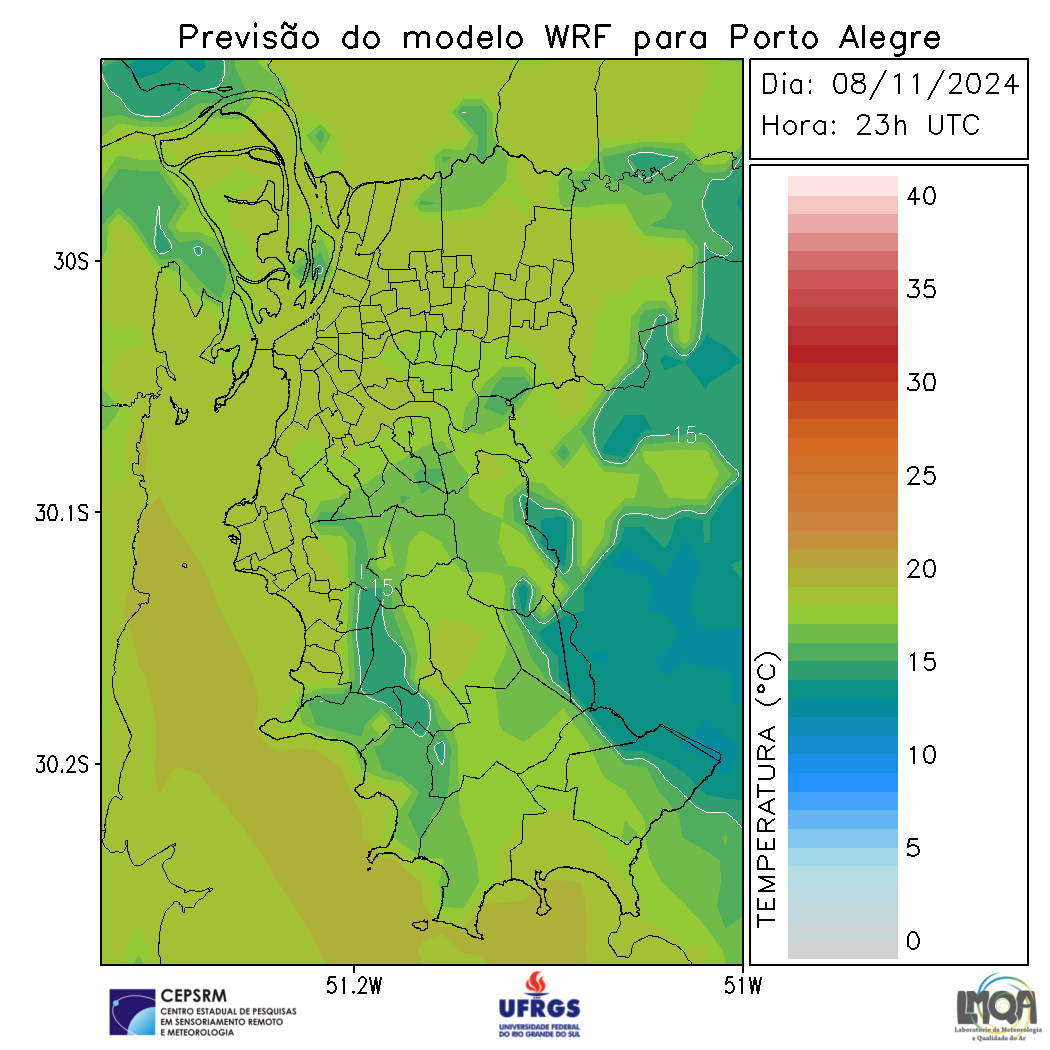 Previsão do modelo WRF para Porto Alegre
Dia: 08/11/2024
Hora: 23h UTC
30S
30.1S
30.2S
51.2W
51W
15
15
TEMPERATURA (°C)
40
35
30
25
20
15
10
5
0
CEPSRM
CENTRO ESTADUAL DE PESQUISAS
EM SENSORIAMENTO REMOTO
E METEOROLOGIA
UFRGS
UNIVERSIDADE FEDERAL
DO RIO GRANDE DO SUL
LMQA
Laboratório de Meteorologia
e Qualidade do Ar